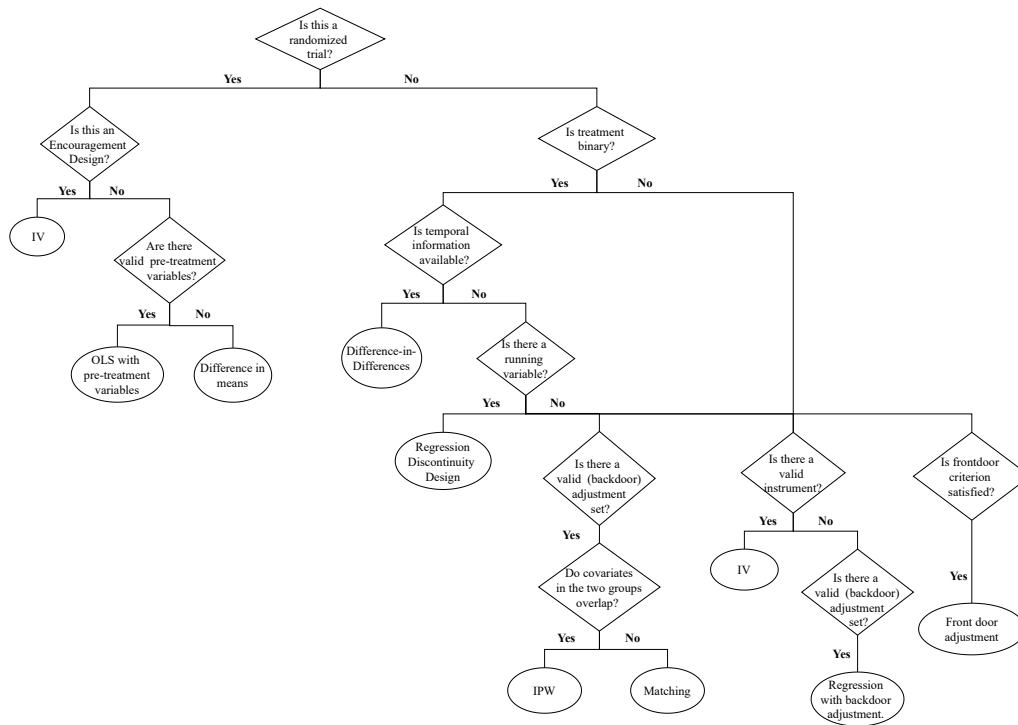 Is this a
randomized
trial?
Yes
No
Is this an
Encouragement
Design?
Is treatment
binary?
Yes
No
Yes
No
IV
Are there
valid pre-treatment
variables?
Is temporal
information
available?
Yes
No
Yes
No
OLS with
pre-treatment
variables
Difference in
means
Difference-in-
Differences
Is there a
running
variable?
Yes
No
Regression
Discontinuity
Design
Is there a
valid (backdoor)
adjustment
set?
Is there a
valid
instrument?
Is frontdoor
criterion
satisfied?
Yes
Yes
No
Do covariates
in the two groups
overlap?
IV
Is there a
valid (backdoor)
adjustment
set?
Yes
Front door
adjustment
Yes
No
Yes
IPW
Matching
Regression
with backdoor
adjustment.